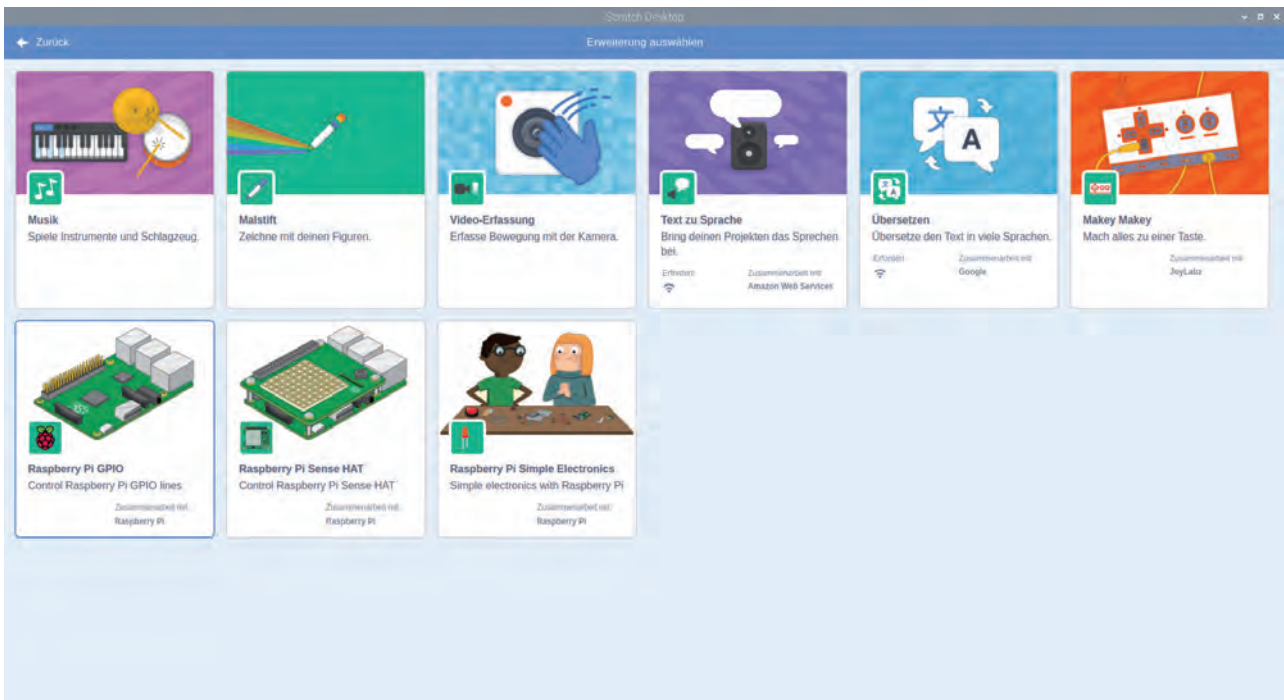 Scratch Desktop
Zurück
Erweiterung auswählen
Musik
Spiele Instrumente und Schlagzeug.
Malstift
Zeichne mit deinen Figuren.
Video-Erfassung
Erfasse Bewegung mit der Kamera.
Text zu Sprache
Bring deinen Projekten das Sprechen
bei.
Erfordert
Zusammenarbeit mit
Amazon Web Services
Übersetzen
Übersetze den Text in viele Sprachen.
Erfordert
Zusammenarbeit mit
Google
文
A
Makey Makey
Mach alles zu einer Taste.
Zusammenarbeit mit
JoyLabz
Raspberry Pi GPIO
Control Raspberry Pi GPIO lines
Zusammenarbeit mit
Raspberry Pi
Raspberry Pi Sense HAT
Control Raspberry Pi Sense HAT
Zusammenarbeit mit
Raspberry Pi
Raspberry Pi Simple Electronics
Simple electronics with Raspberry Pi
Zusammenarbeit mit
Raspberry Pi